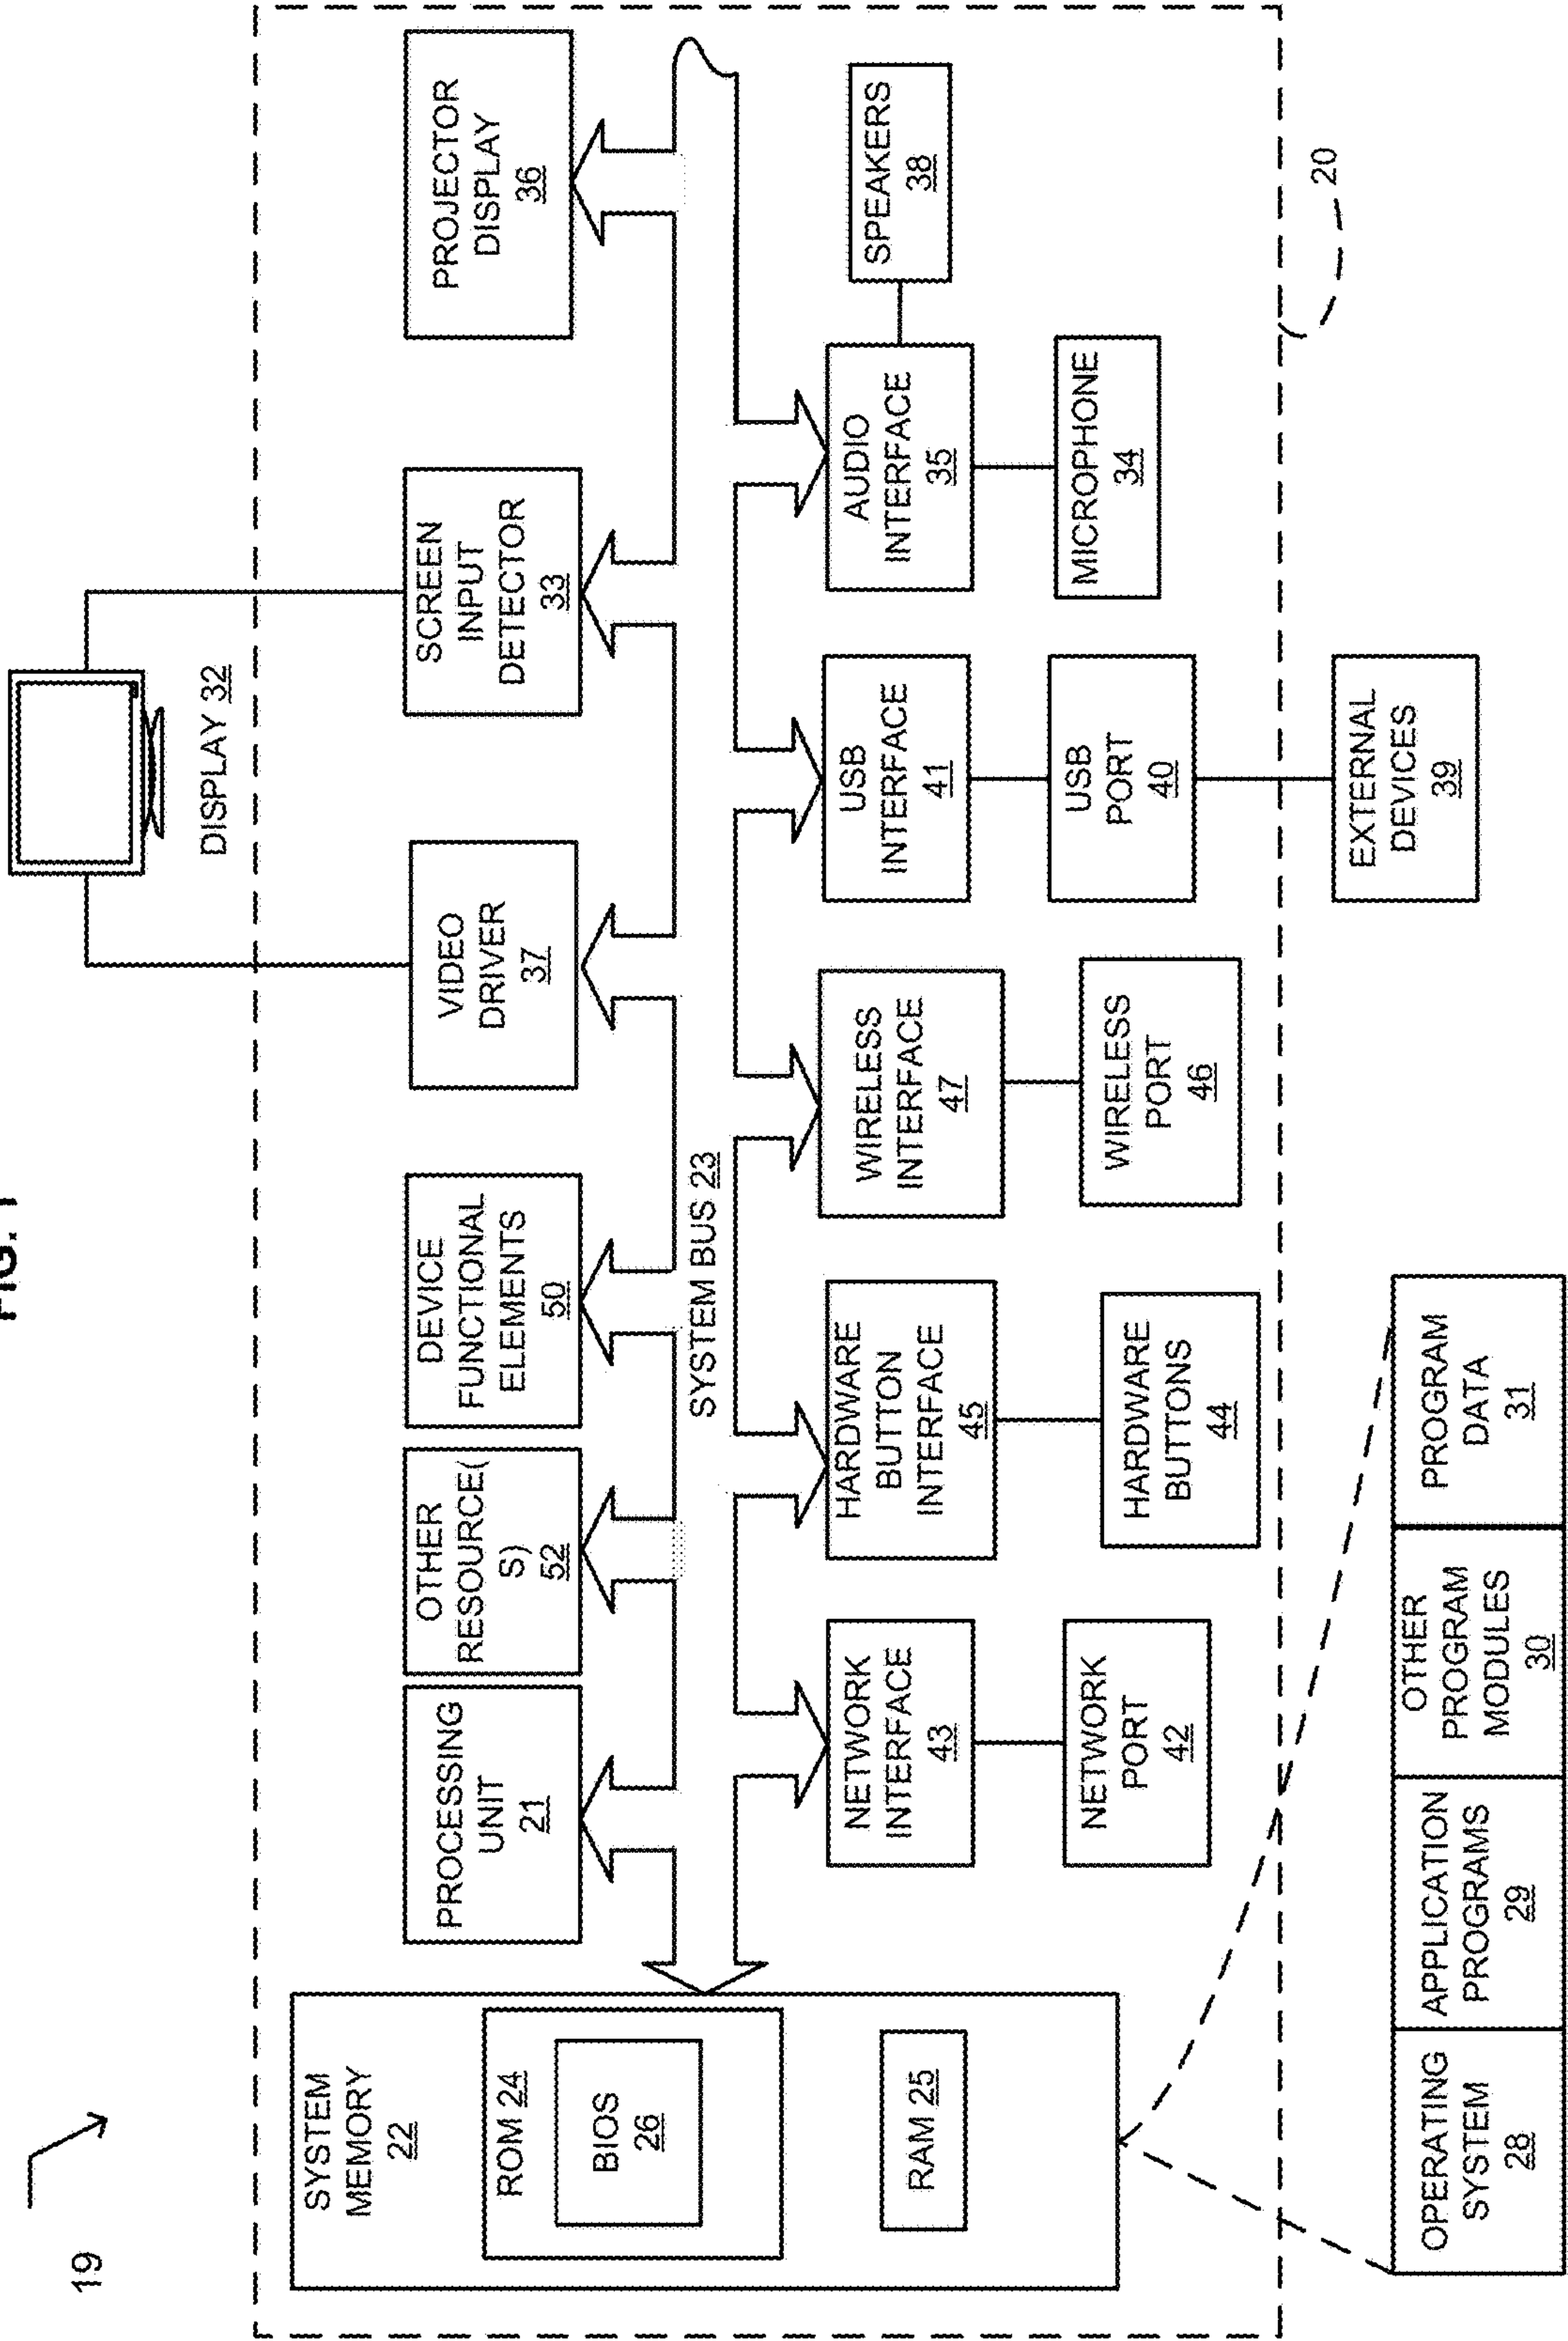 FIG. 1
19
DISPLAY 32
SYSTEM
MEMORY
22
ROM 24
BIOS
26
RAM 25
PROCESSING
UNIT
21
OTHER
RESOURCE(
S)
52
DEVICE
FUNCTIONAL
ELEMENTS
50
VIDEO
DRIVER
37
SCREEN
INPUT
DETECTOR
33
PROJECTOR
DISPLAY
36
SYSTEM BUS 23
NETWORK
INTERFACE
43
HARDWARE
BUTTON
INTERFACE
45
WIRELESS
INTERFACE
47
USB
INTERFACE
41
AUDIO
INTERFACE
35
SPEAKERS
38
NETWORK
PORT
42
HARDWARE
BUTTONS
44
WIRELESS
PORT
46
USB
PORT
40
MICROPHONE
34
20
OPERATING
SYSTEM
28
APPLICATION
PROGRAMS
29
OTHER
PROGRAM
MODULES
30
PROGRAM
DATA
31
EXTERNAL
DEVICES
39